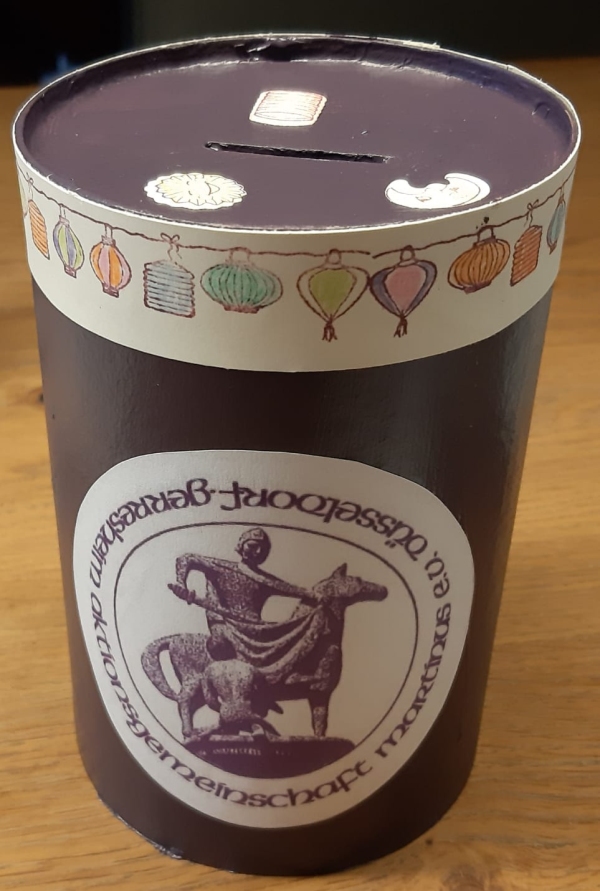 aktionsgemeinschaft martinus e.v. düsseldorf-gerresheim